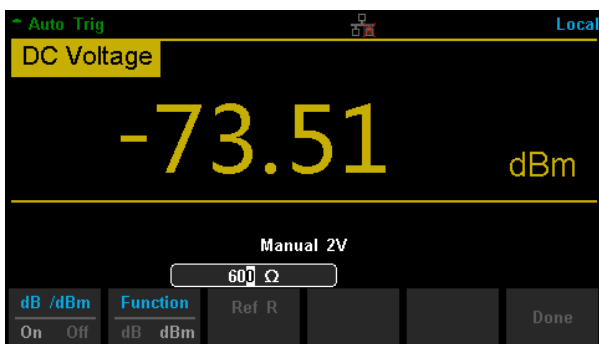 Auto Trig
Local
DC Voltage
-73.51
dBm
Manual 2V
600 Ω
dB /dBm
On Off
Function
dB dBm
Ref R
Done